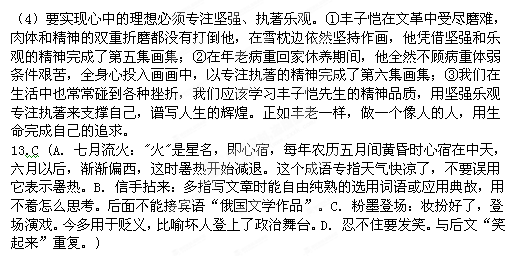 （4）要实现心中的理想必须专注坚强、执著乐观。①丰子恺在文革中受尽磨难，
肉体和精神的双重折磨都没有打倒他，在雪枕边依然坚持作画，他凭借坚强和乐
观的精神完成了第五集画集；②在年老病重回家休养期间，他全然不顾病重体弱
条件艰苦，全身心投入画画中，以专注执著的精神完成了第六集画集；③我们在
生活中也常常碰到各种挫折，我们应该学习丰子恺先生的精神品质，用坚强乐观
专注执著来支撑自己，谱写人生的辉煌。正如丰老一样，做一个像人的人，用生
命完成自己的追求。
13.C（A．七月流火："火"是星名，即心宿，每年农历五月间黄昏时心宿在中天，
六月以后，渐渐偏西，这时暑热开始减退。这个成语专指天气快凉了，不要误用
它表示暑热。B．信手拈来：多指写文章时能自由纯熟的选用词语或应用典故，用
不着怎么思考。后面不能接宾语“俄国文学作品”。C．粉墨登场：妆扮好了，登
场演戏。今多用于贬义，比喻坏人登上了政治舞台。D．忍不住要发笑。与后文“笑
起来”重复。）